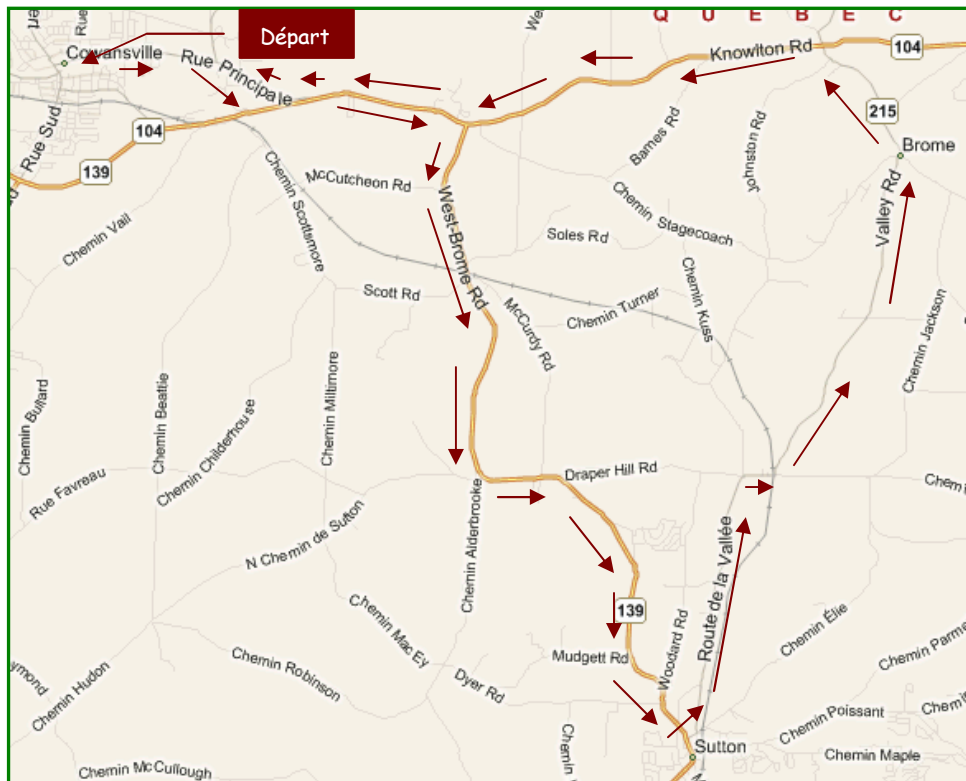 Q U E B E C
Départ
Rue
Cowansville
Rue Principale
Knowlton Rd
104
215
Brome
Rue Sud
104
139
Barnes Rd
Johnston Rd
McCutcheon Rd
Chemin Scottsmore
West-Brome Rd
Chemin Stagecoach
Valley Rd
Chemin Vail
Soles Rd
Scott Rd
McCurdy Rd
Chemin Turner
Chemin Kuss
Chemin Jackson
Chemin Bullard
Chemin Beattie
Chemin Childerhouse
Chemin Miltimore
Rue Favreau
Draper Hill Rd
N Chemin de Sutton
Chemin Alderbrooke
Route de la Vallée
139
Chemin Mac Ey
Woodard Rd
Chemin Élie
Mudgett Rd
Chemin Parme
ymond
Chemin Hudon
Chemin Robinson
Dyer Rd
Chemin Poissant
Sutton
Chemin Maple
Chemin McCullough